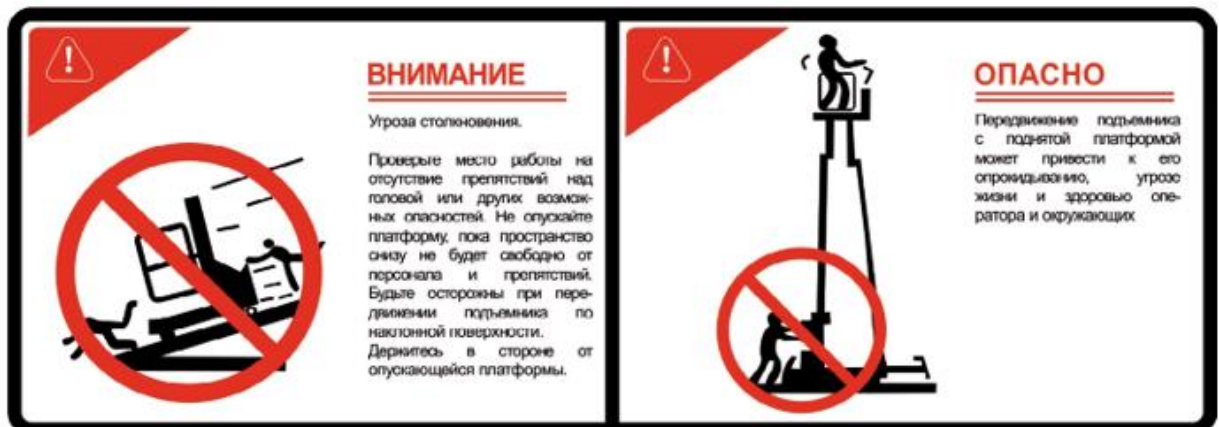 ВНИМАНИЕ
Угроза столкновения.
Проверьте место работы на
отсутствие препятствий над
головой или других возмож-
ных опасностей. Не опускайте
платформу, пока пространство
снизу не будет свободно от
персонала и препятствий.
Будьте осторожны при пере-
движении подъемника по
наклонной поверхности.
Держитесь в стороне от
опускающейся платформы.
ОПАСНО
Передвижение подъемника
с поднятой платформой
может привести к его
опрокидыванию, угрозе
жизни и здоровью опе-
ратора и окружающих